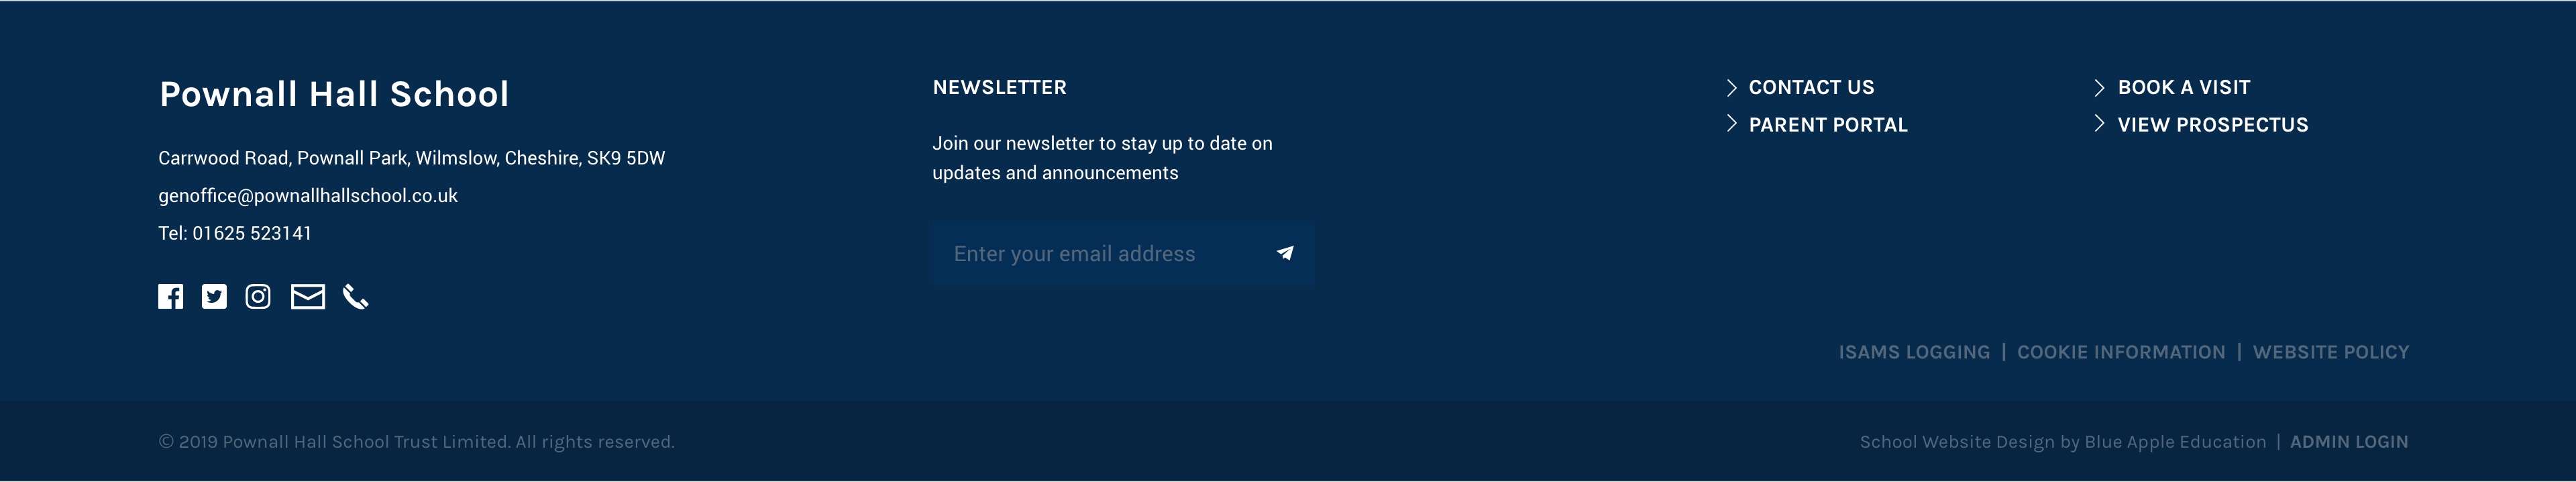 Pownall Hall School
Carrwood Road, Pownall Park, Wilmslow, Cheshire, SK9 5DW
genoffice@pownallhallschool.co.uk
Tel: 01625 523141
NEWSLETTER
Join our newsletter to stay up to date on
updates and announcements
Enter your email address
CONTACT US
PARENT PORTAL
BOOK A VISIT
VIEW PROSPECTUS
ISAMS LOGGING | COOKIE INFORMATION | WEBSITE POLICY
© 2019 Pownall Hall School Trust Limited. All rights reserved.
School Website Design by Blue Apple Education | ADMIN LOGIN